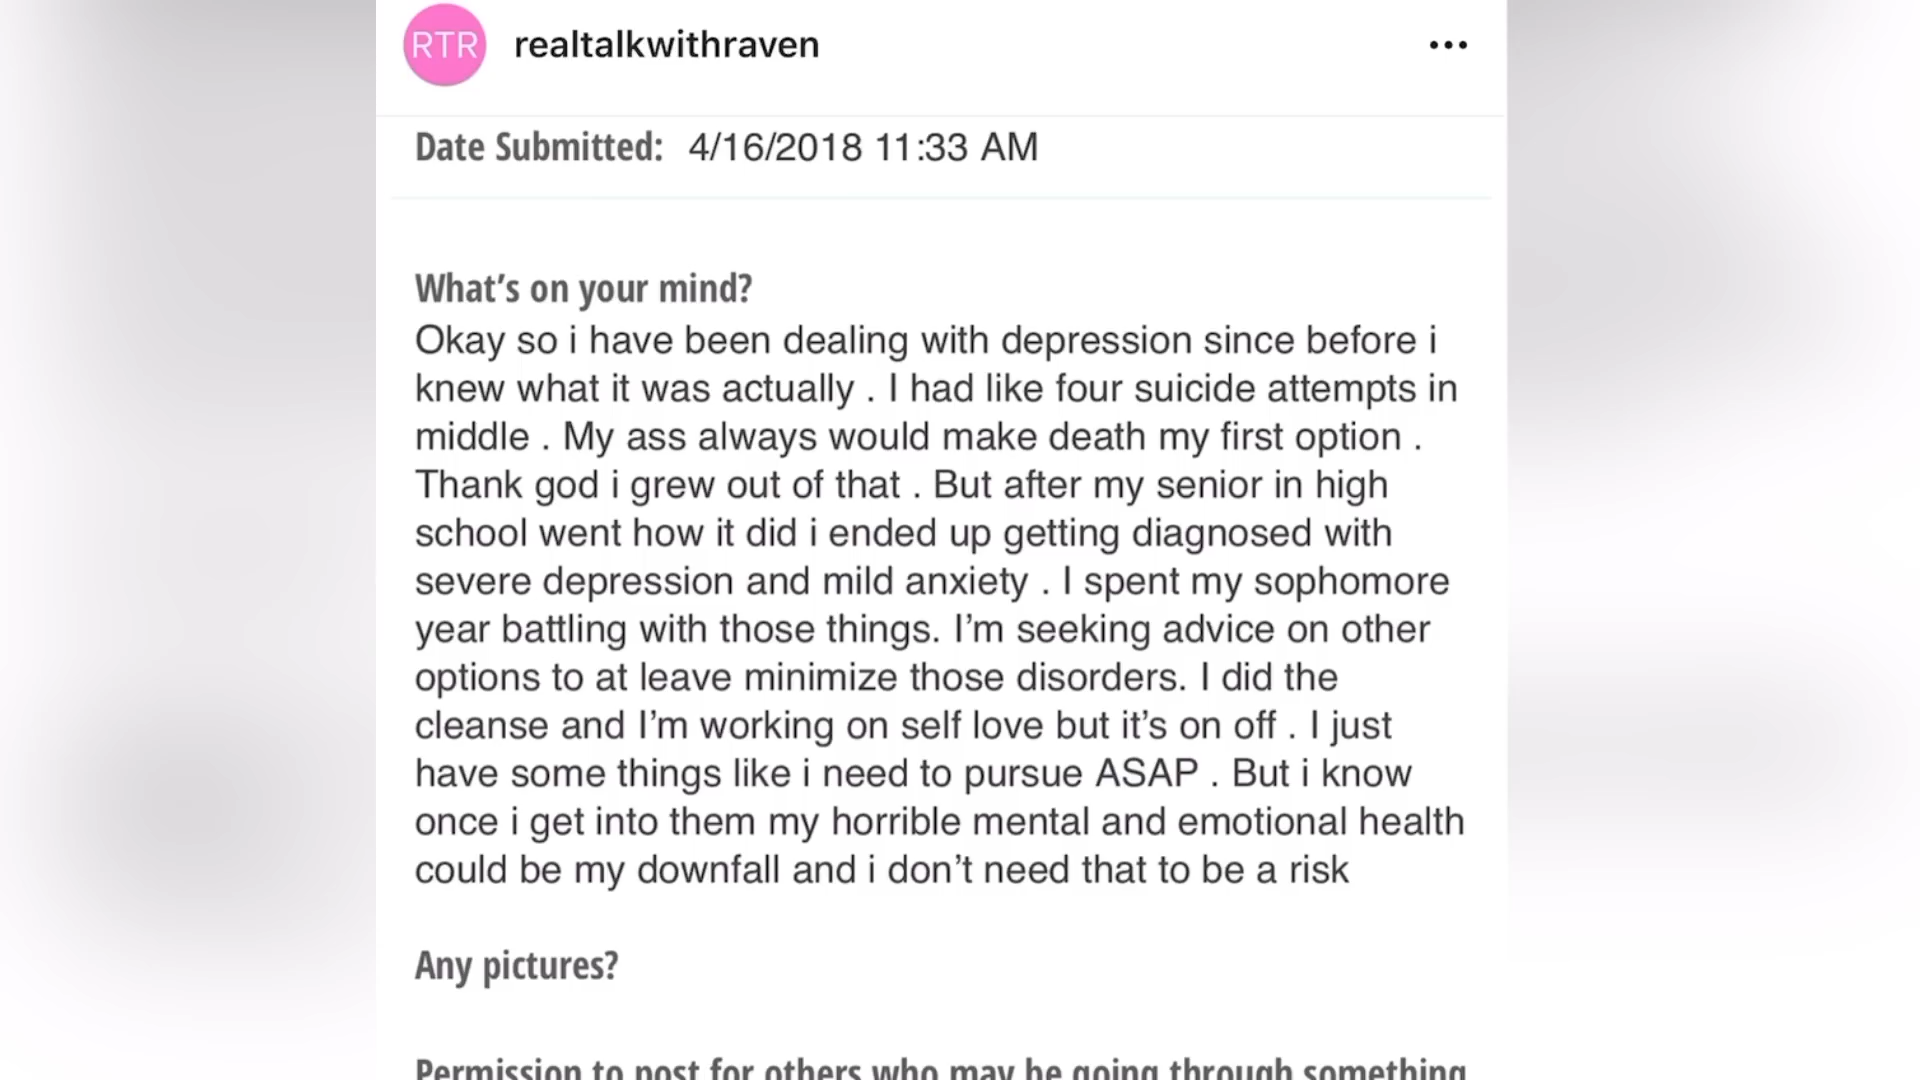 RTR realtalkwithraven
Date Submitted: 4/16/2018 11:33 AM
What's on your mind?
Okay so i have been dealing with depression since before i
knew what it was actually . I had like four suicide attempts in
middle . My ass always would make death my first option .
Thank god i grew out of that . But after my senior in high
school went how it did i ended up getting diagnosed with
severe depression and mild anxiety . I spent my sophomore
year battling with those things. I'm seeking advice on other
options to at leave minimize those disorders. I did the
cleanse and I'm working on self love but it's on off . I just
have some things like i need to pursue ASAP . But i know
once i get into them my horrible mental and emotional health
could be my downfall and i don't need that to be a risk
Any pictures?
Permission to post for others who may be going through something